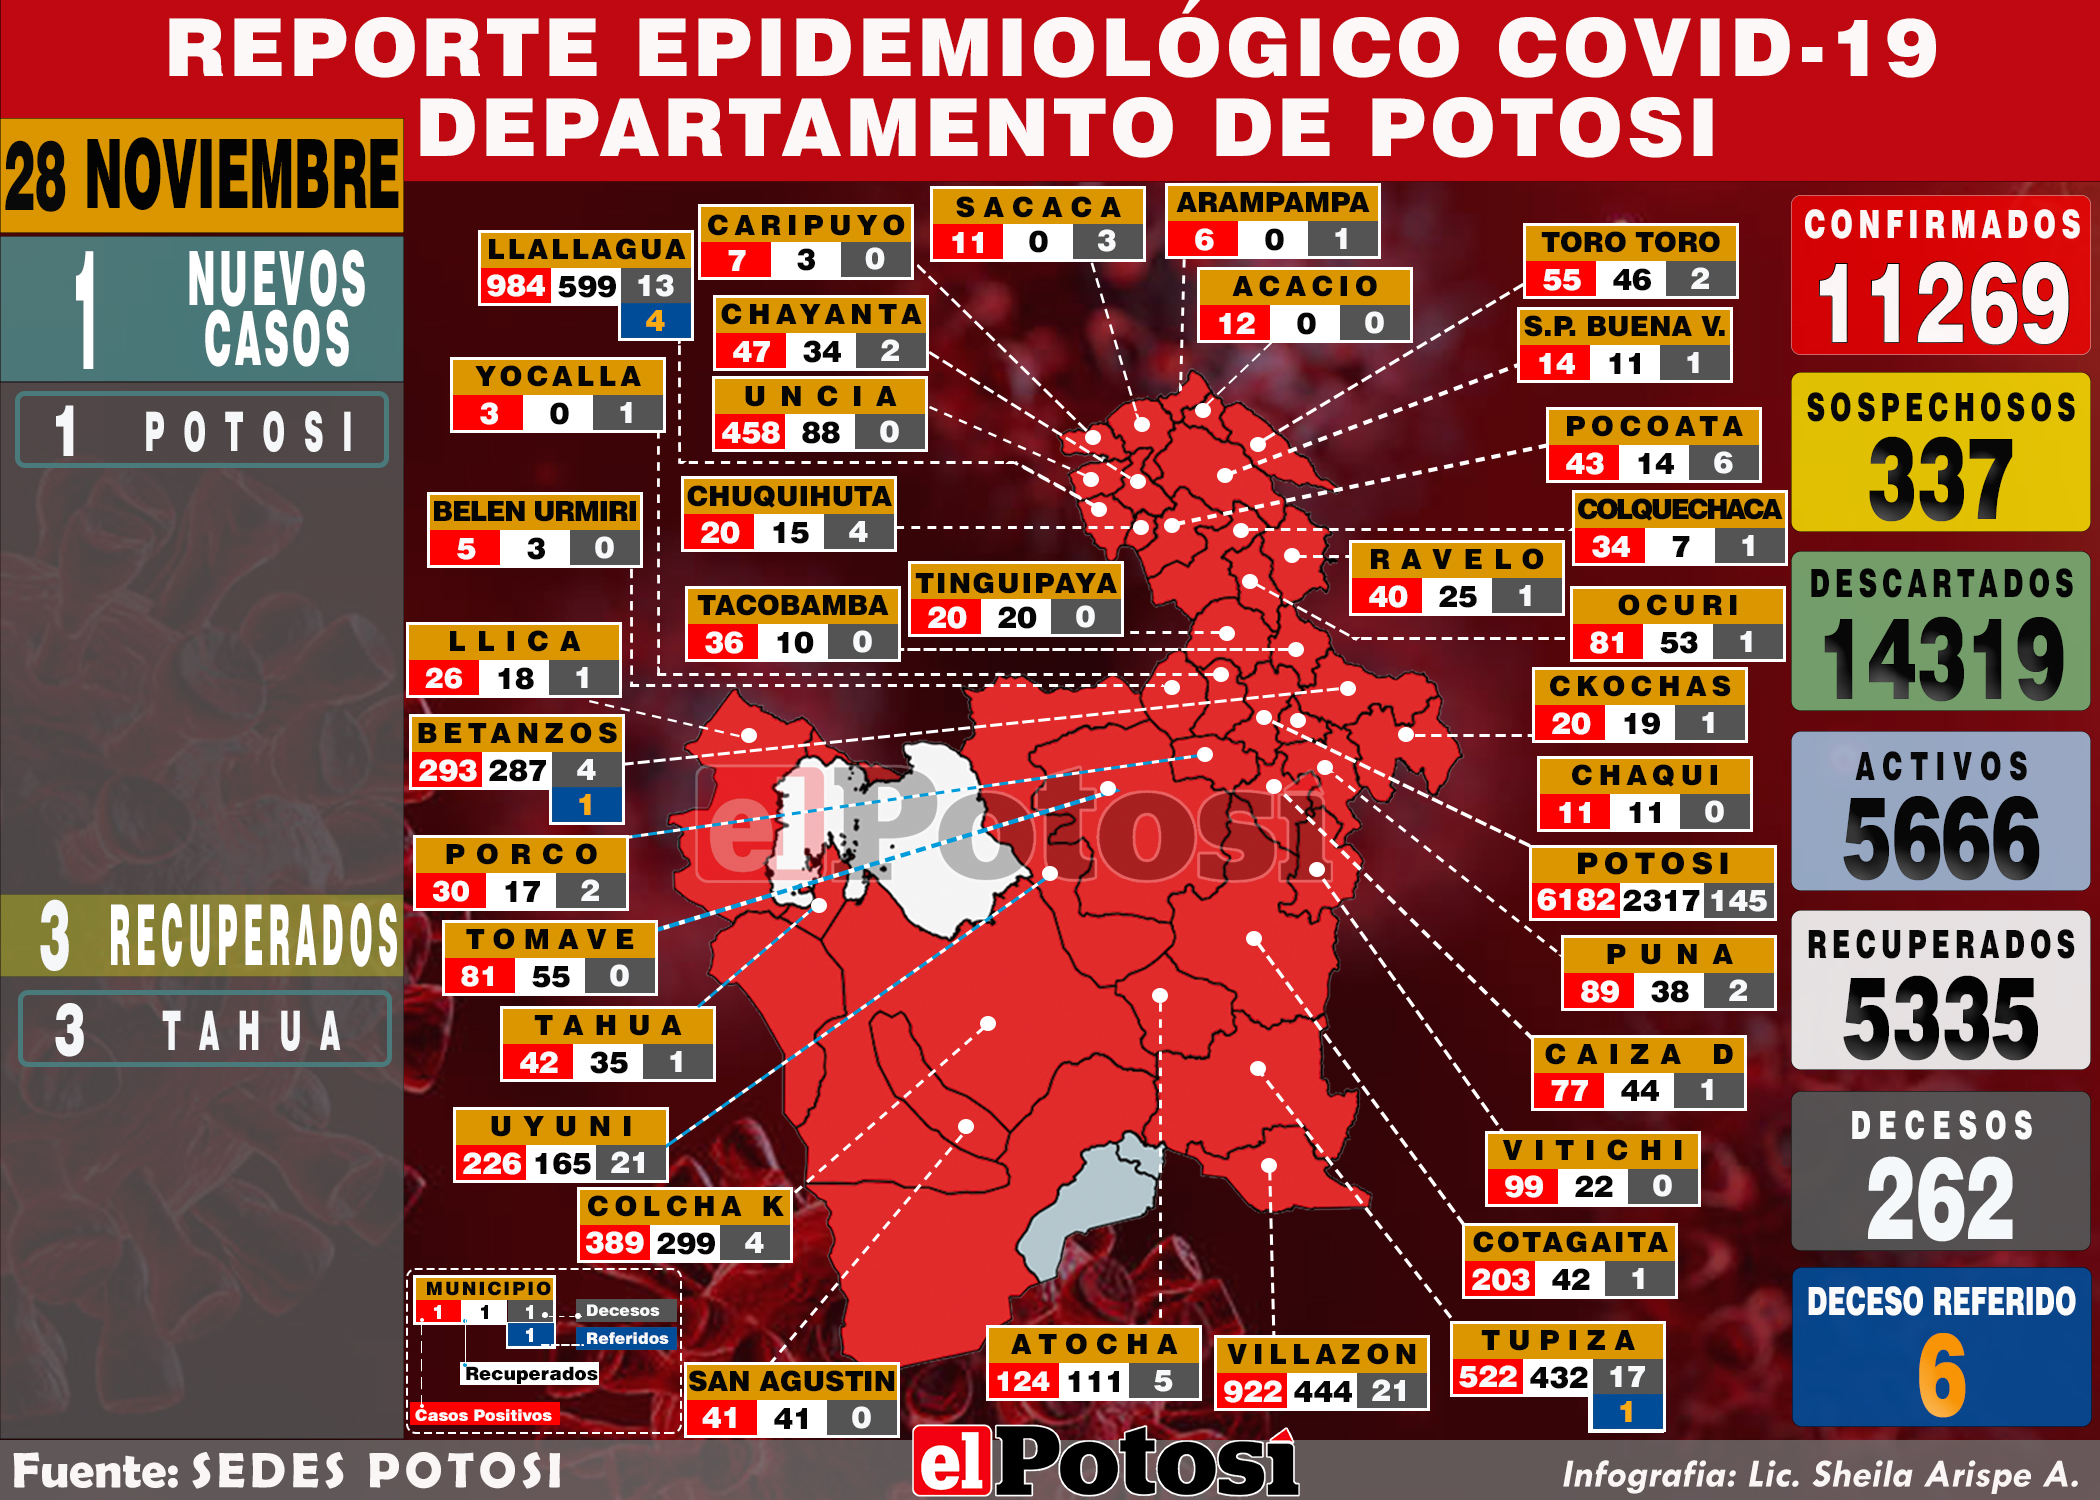 REPORTE EPIDEMIOLÓGICO COVID-19
DEPARTAMENTO DE POTOSI
28 NOVIEMBRE
1 NUEVOS
CASOS
1 POTOSI
3 RECUPERADOS
3 TAHUA
LLALLAGUA
984 599 13
4
CARIPUYO
7 3 0
SACACA
11 0 3
ARAMPAMPA
6 0 1
ACACIO
12 0 0
TORO TORO
55 46 2
S.P. BUENA V.
14 11 1
CHAYANTA
47 34 2
YOCALLA
3 0 1
UNCIA
458 88 0
POCOATA
43 14 6
BELEN URMIRI
5 3 0
CHUQUIHUTA
20 15 4
COLQUECHACA
34 7 1
RAVELO
40 25 1
TINGUIPAYA
20 20 0
TACOBAMBA
36 10 0
OCURI
81 53 1
LLICA
26 18 1
CKOCHAS
20 19 1
BETANZOS
293 287 4
1
CHAQUI
11 11 0
PORCO
30 17 2
POTOSI
6182 2317 145
TOMAVE
81 55 0
PUNA
89 38 2
TAHUA
42 35 1
CAIZA D
77 44 1
UYUNI
226 165 21
VITICHI
99 22 0
COLCHA K
389 299 4
COTAGAITA
203 42 1
SAN AGUSTIN
41 41 0
ATOCHA
124 111 5
VILLAZON
922 444 21
TUPIZA
522 432 17
1
elPotosí
MUNICIPIO
1 1 1 Decesos
1 Referidos
Recuperados
Casos Positivos
CONFIRMADOS
11269
SOSPECHOSOS
337
DESCARTADOS
14319
ACTIVOS
5666
RECUPERADOS
5335
DECESOS
262
DECESO REFERIDO
6
Fuente: SEDES POTOSI
elPotosí
Infografia: Lic. Sheila Arispe A.